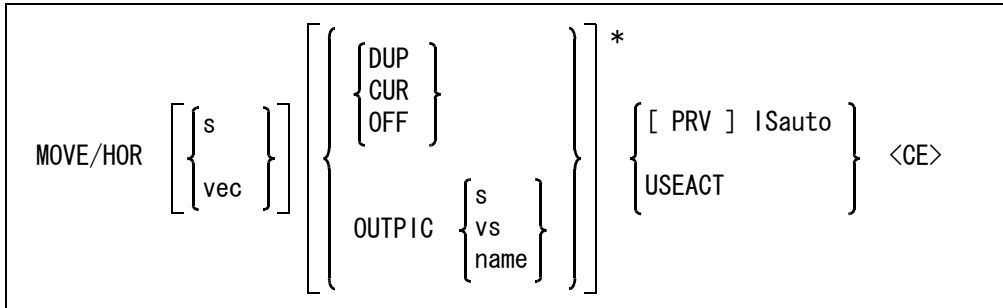 DUP
*
CUR
s
OFF
[ PRV ] ISauto
MOVE/HOR
<CE>
vec
USEACT
s
OUTPIC
vs
name